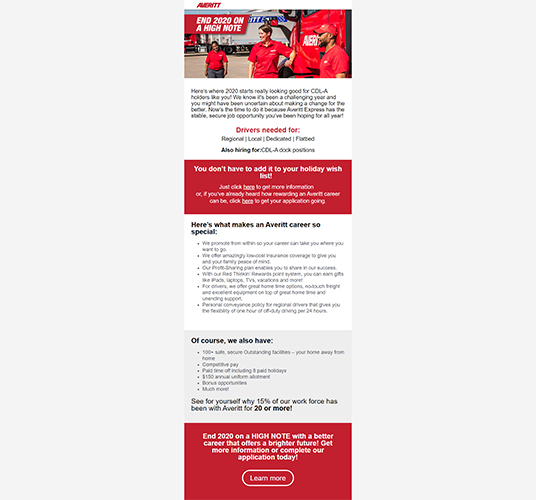 AVERITT
END 2020 ON
A HIGH NOTE
AVERITT
Here's where 2020 starts really looking good for CDL-A
holders like you! We know it's been a challenging year and
you might have been uncertain about making a change for the
better. Now's the time to do it because Averitt Express has the
stable, secure job opportunity you've been hoping for all year!
Drivers needed for:
Regional | Local | Dedicated | Flatbed
Also hiring for:CDL-A dock positions
You don't have to add it to your holiday wish
list!
Just click here to get more information
or, if you've already heard how rewarding an Averitt career
can be, click here to get your application going.
Here's what makes an Averitt career so
special:
We promote from within so your career can take you where you
want to go.
We offer amazingly low-cost insurance coverage to give you
and your family peace of mind.
Our Profit-Sharing plan enables you to share in our success.
With our Red Thinkin' Rewards point system, you can earn gifts
like iPads, laptops, TVs, vacations and more!
For drivers, we offer great home time options, no-touch freight
and excellent equipment on top of great home time and
unending support.
Personal conveyance policy for regional drivers that gives you
the flexibility of one hour of off-duty driving per 24 hours.
Of course, we also have:
100+ safe, secure Outstanding facilities – your home away from
home
Competitive pay
Paid time off including 8 paid holidays
$150 annual uniform allotment
Bonus opportunities
Much more!
See for yourself why 15% of our work force has
been with Averitt for 20 or more!
End 2020 on a HIGH NOTE with a better
career that offers a brighter future! Get
more information or complete our
application today!
Learn more